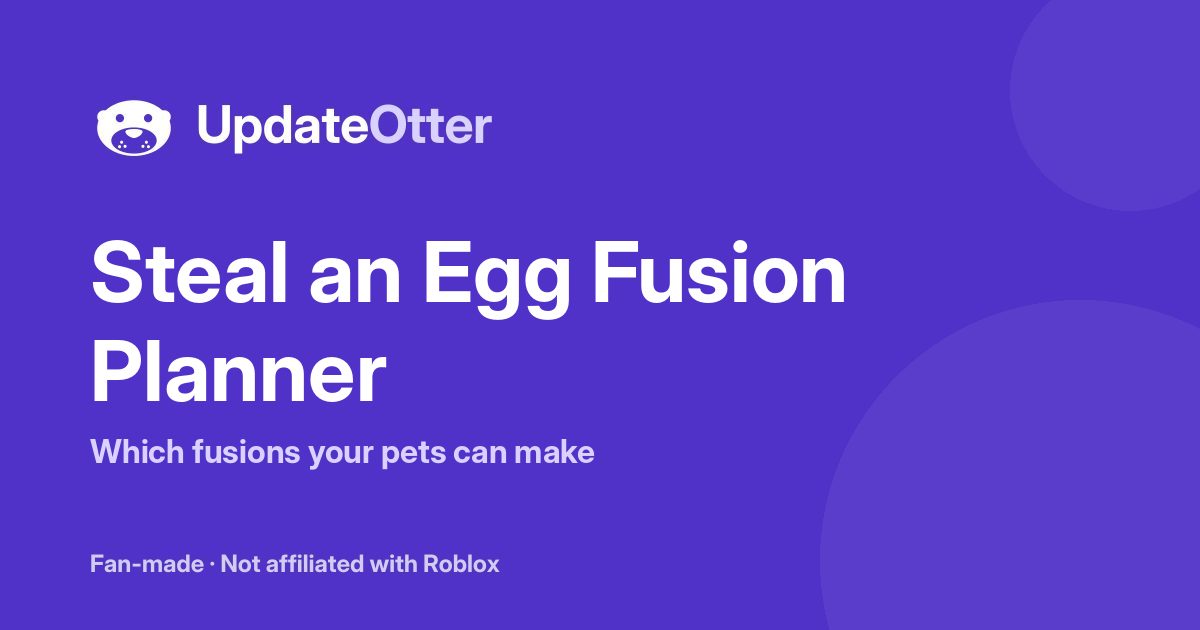 UpdateOtter
Steal an Egg Fusion
Planner
Which fusions your pets can make
Fan-made · Not affiliated with Roblox